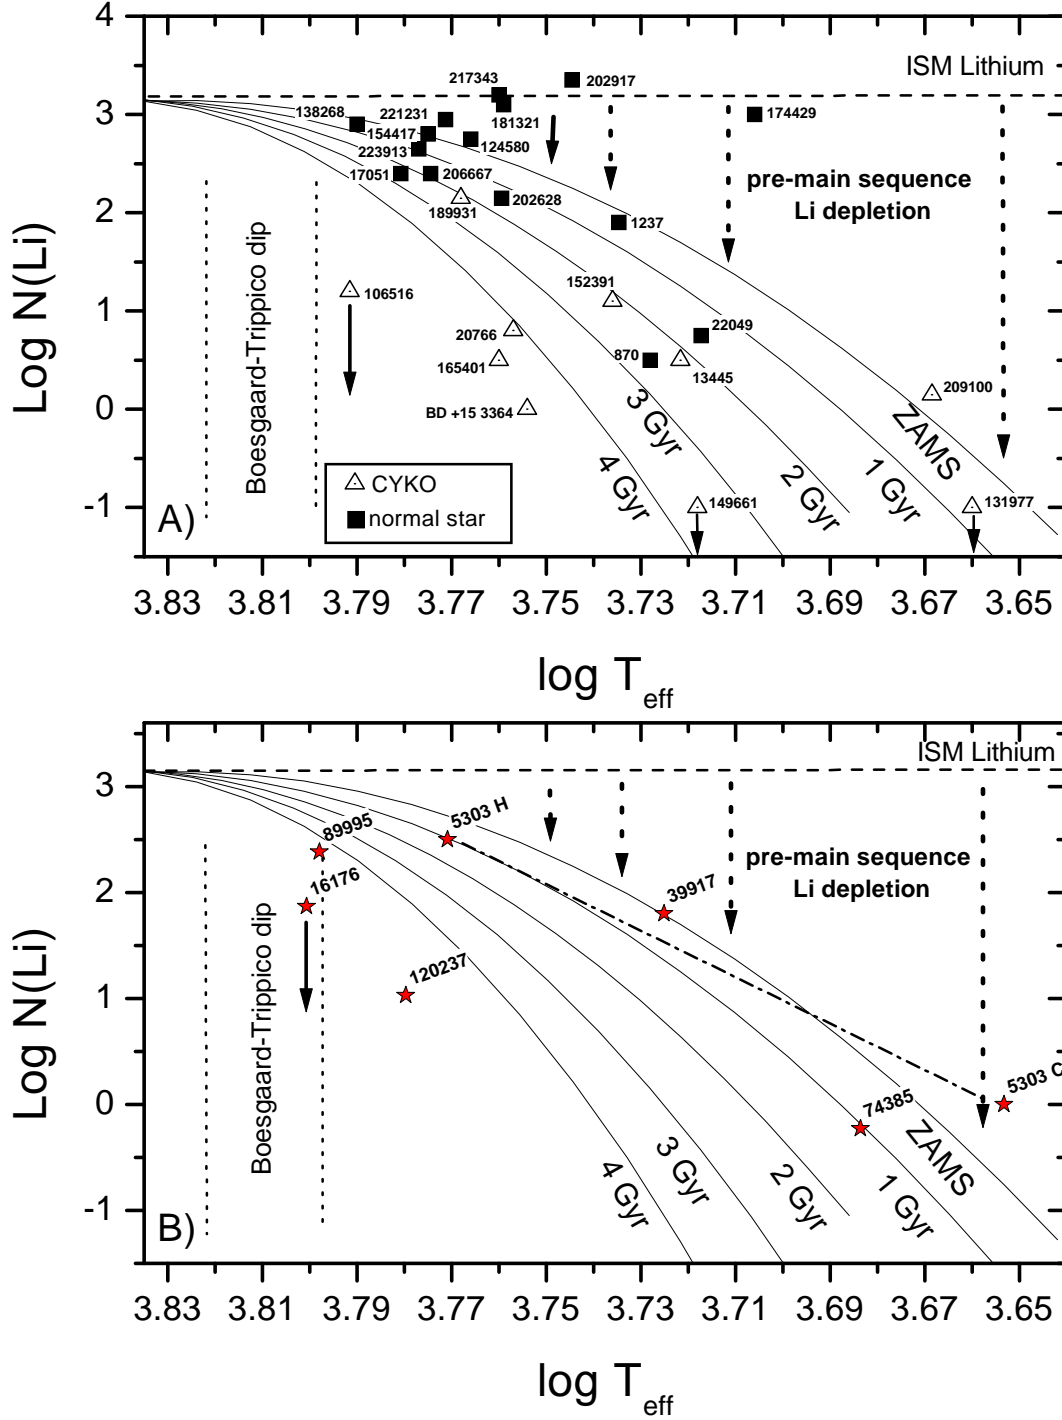 4
ISM Lithium
217343
202917
3
138268
221231
174429
154417
181321
223913
124580
17051
206667
pre-main sequence
Li depletion
2
189931
202628
1237
Log N(Li)
Boesgaard-Trippico dip
106516
152391
1
20766
870
22049
165401
13445
209100
0
BD +15 3364
3 Gyr
ZAMS
4 Gyr
2 Gyr
1 Gyr
CYKO
normal star
-1
149661
131977
A)
3.83 3.81 3.79 3.77 3.75 3.73 3.71 3.69 3.67 3.65
log Teff
ISM Lithium
3
5303 H
89995
pre-main sequence
Li depletion
39917
2
16176
120237
Log N(Li)
Boesgaard-Trippico dip
1
5303 C
74385
0
ZAMS
4 Gyr
3 Gyr
2 Gyr
1 Gyr
-1
B)
3.83 3.81 3.79 3.77 3.75 3.73 3.71 3.69 3.67 3.65
log Teff